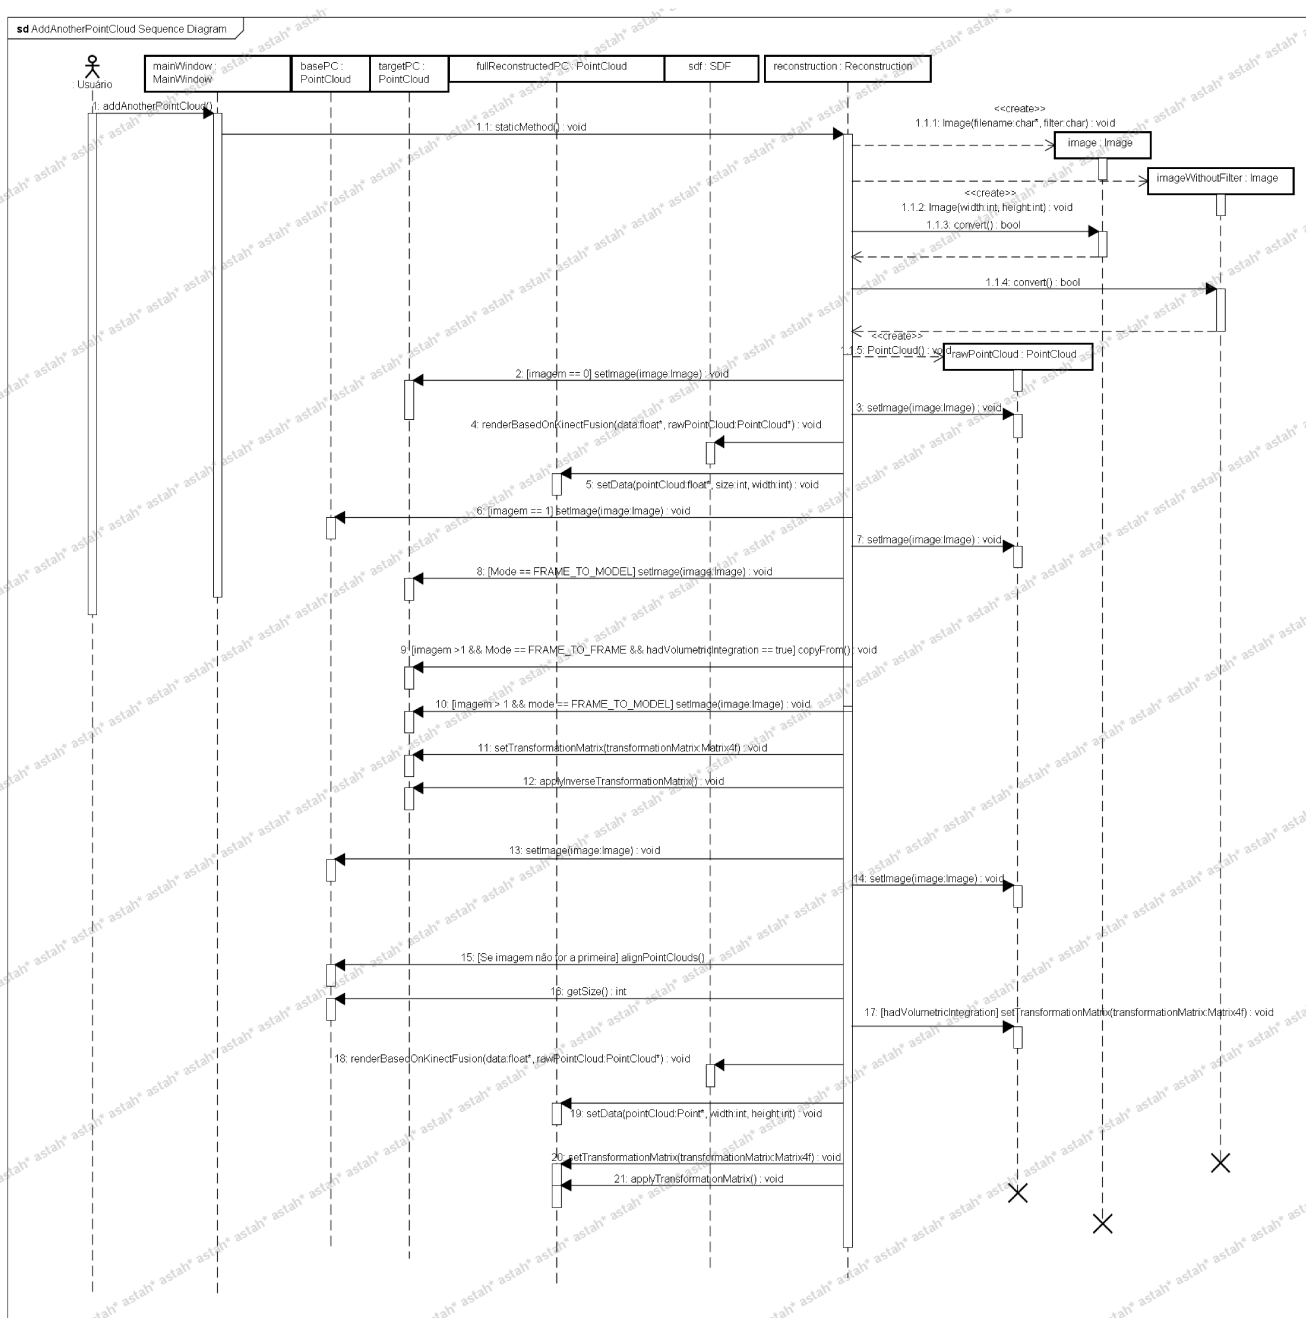 sd AddAnotherPointCloud Sequence Diagram
: Usuário
mainWindow :
MainWindow
basePC :
PointCloud
targetPC :
PointCloud
fullReconstructedPC : PointCloud
sdf : SDF
reconstruction : Reconstruction
1: addAnotherPointCloud()
1.1: staticMethod() : void
<<create>>
1.1.1: Image(filename:char*, filter:char) : void
image : Image
imageWithoutFilter : Image
<<create>>
1.1.2: Image(width:int, height:int) : void
1.1.3: convert() : bool
1.1.4: convert() : bool
<<create>>
1.1.5: PointCloud() : void
rawPointCloud : PointCloud
2: [imagem == 0] setImage(image:Image) : void
3: setImage(image:Image) : void
4: renderBasedOnKinectFusion(data:float*, rawPointCloud:PointCloud*) : void
5: setData(pointCloud:float*, size:int, width:int) : void
6: [imagem == 1] setImage(image:Image) : void
7: setImage(image:Image) : void
8: [Mode == FRAME_TO_MODEL] setImage(image:Image) : void
9: [imagem >1 && Mode == FRAME_TO_FRAME && hadVolumetricIntegration == true] copyFrom() : void
10: [imagem > 1 && mode == FRAME_TO_MODEL] setImage(image:Image) : void
11: setTransformationMatrix(transformationMatrix:Matrix4f) : void
12: applyInverseTransformationMatrix() : void
13: setImage(image:Image) : void
14: setImage(image:Image) : void
15: [Se imagem não for a primeira] alignPointClouds()
16: getSize() : int
17: [hadVolumetricIntegration] setTransformationMatrix(transformationMatrix:Matrix4f) : void
18: renderBasedOnKinectFusion(data:float*, rawPointCloud:PointCloud*) : void
19: setData(pointCloud:Point*, width:int, height:int) : void
20: setTransformationMatrix(transformationMatrix:Matrix4f) : void
21: applyTransformationMatrix() : void